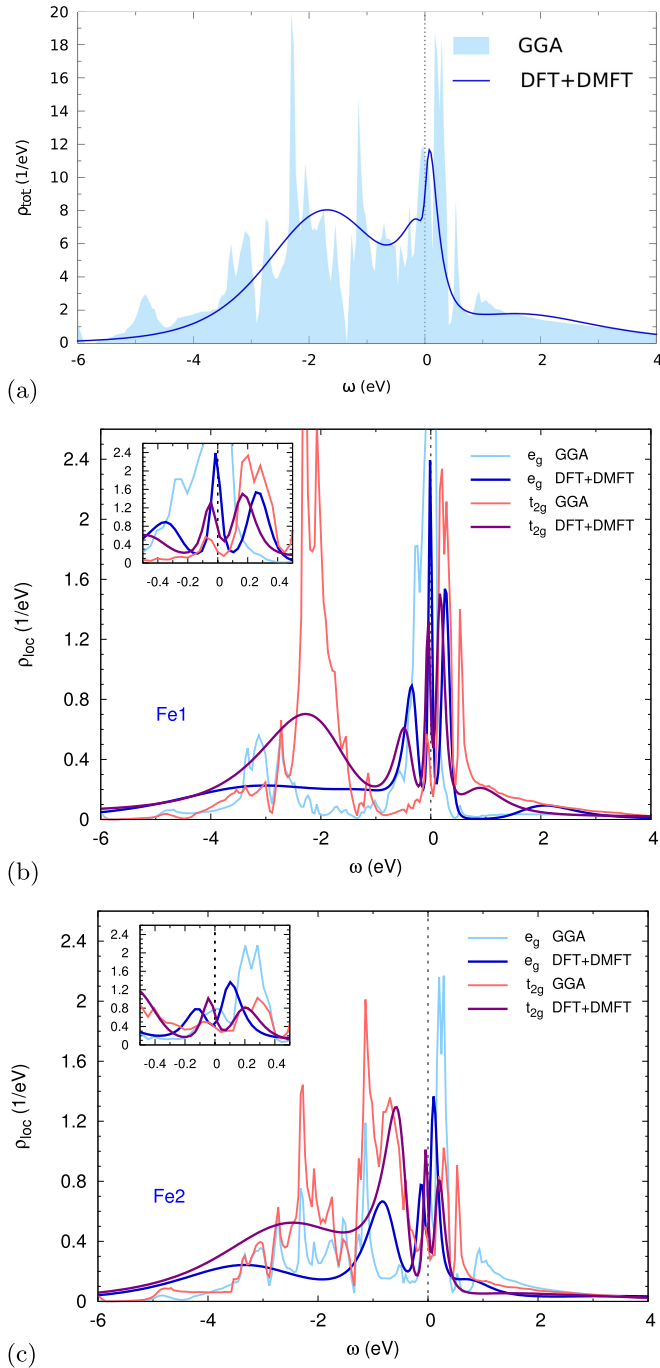 20
18
16
14
12
10
8
6
4
2
0
ρtot (1/eV)
GGA
DFT+DMFT
-6 -4 -2 0 2 4
ω (eV)
(a)
2.4
2
1.6
1.2
0.8
0.4
0
-0.4 -0.2 0 0.2 0.4
eg GGA
eg DFT+DMFT
t2g GGA
t2g DFT+DMFT
2.4
2
1.6
1.2
0.8
0.4
0
ρloc (1/eV)
Fe1
-6 -4 -2 0 2 4
ω (eV)
(b)
2.4
2
1.6
1.2
0.8
0.4
0
-0.4 -0.2 0 0.2 0.4
eg GGA
eg DFT+DMFT
t2g GGA
t2g DFT+DMFT
2.4
2
1.6
1.2
0.8
0.4
0
ρloc (1/eV)
Fe2
-6 -4 -2 0 2 4
ω (eV)
(c)